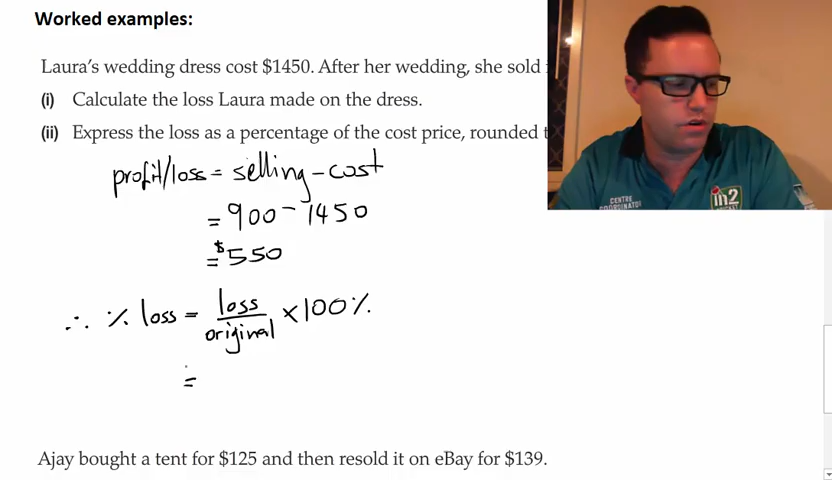 Worked examples:
Laura's wedding dress cost $1450. After her wedding, she sold
(i) Calculate the loss Laura made on the dress.
(ii) Express the loss as a percentage of the cost price, rounded
profit/loss = selling - cost
= 900 - 1450
= $550
∴ % loss = loss/original × 100%
=
Ajay bought a tent for $125 and then resold it on eBay for $139.
CENTRE
COORDINATOR
in2